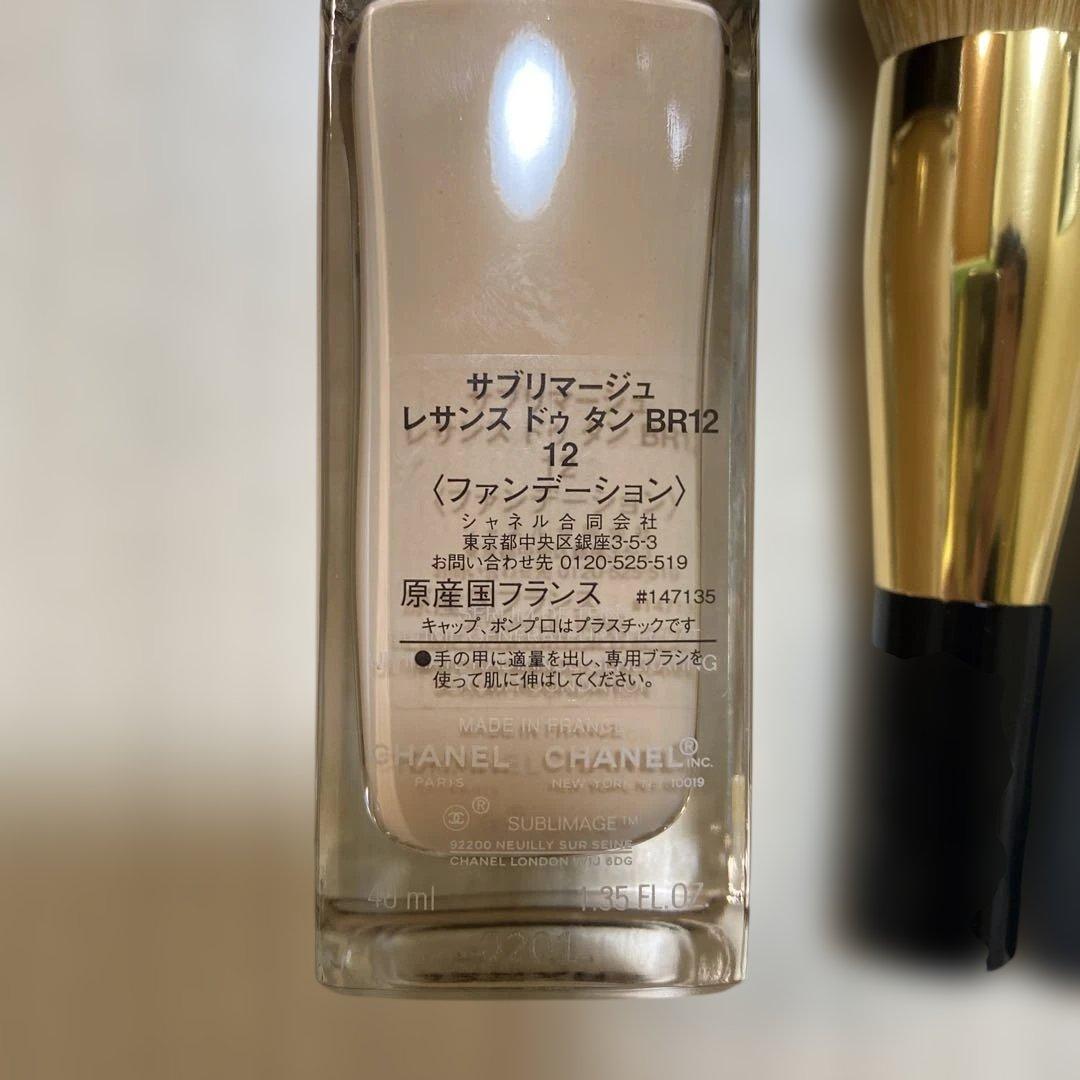 サブリマージュ
レサンス ドゥ タン BR12
12
〈ファンデーション〉
シャネル合同会社
東京都中央区銀座3-5-3
お問い合わせ先 0120-525-519
原産国フランス #147135
キャップ、ポンプ口はプラスチックです
●手の甲に適量を出し、専用ブラシを
使って肌に伸ばしてください。
MADE IN FRANCE
CHANEL CHANEL® INC.
PARIS NEW YORK N.Y. 10019
® SUBLIMAGE™
92200 NEUILLY SUR SEINE
CHANEL LONDON W1J 6DG
40 ml 1.35 FL.OZ.